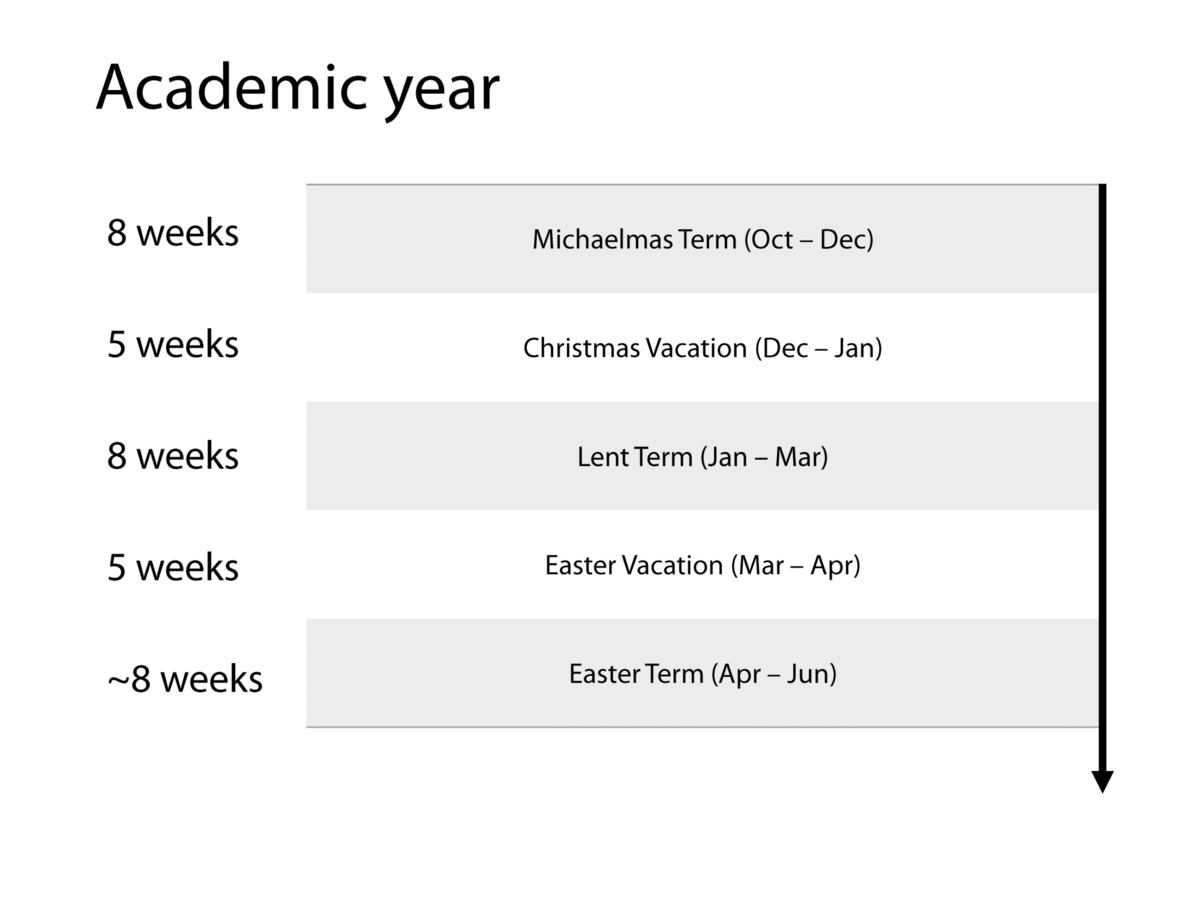 Academic year
8 weeks
Michaelmas Term (Oct – Dec)
5 weeks
Christmas Vacation (Dec – Jan)
8 weeks
Lent Term (Jan – Mar)
5 weeks
Easter Vacation (Mar – Apr)
~8 weeks
Easter Term (Apr – Jun)